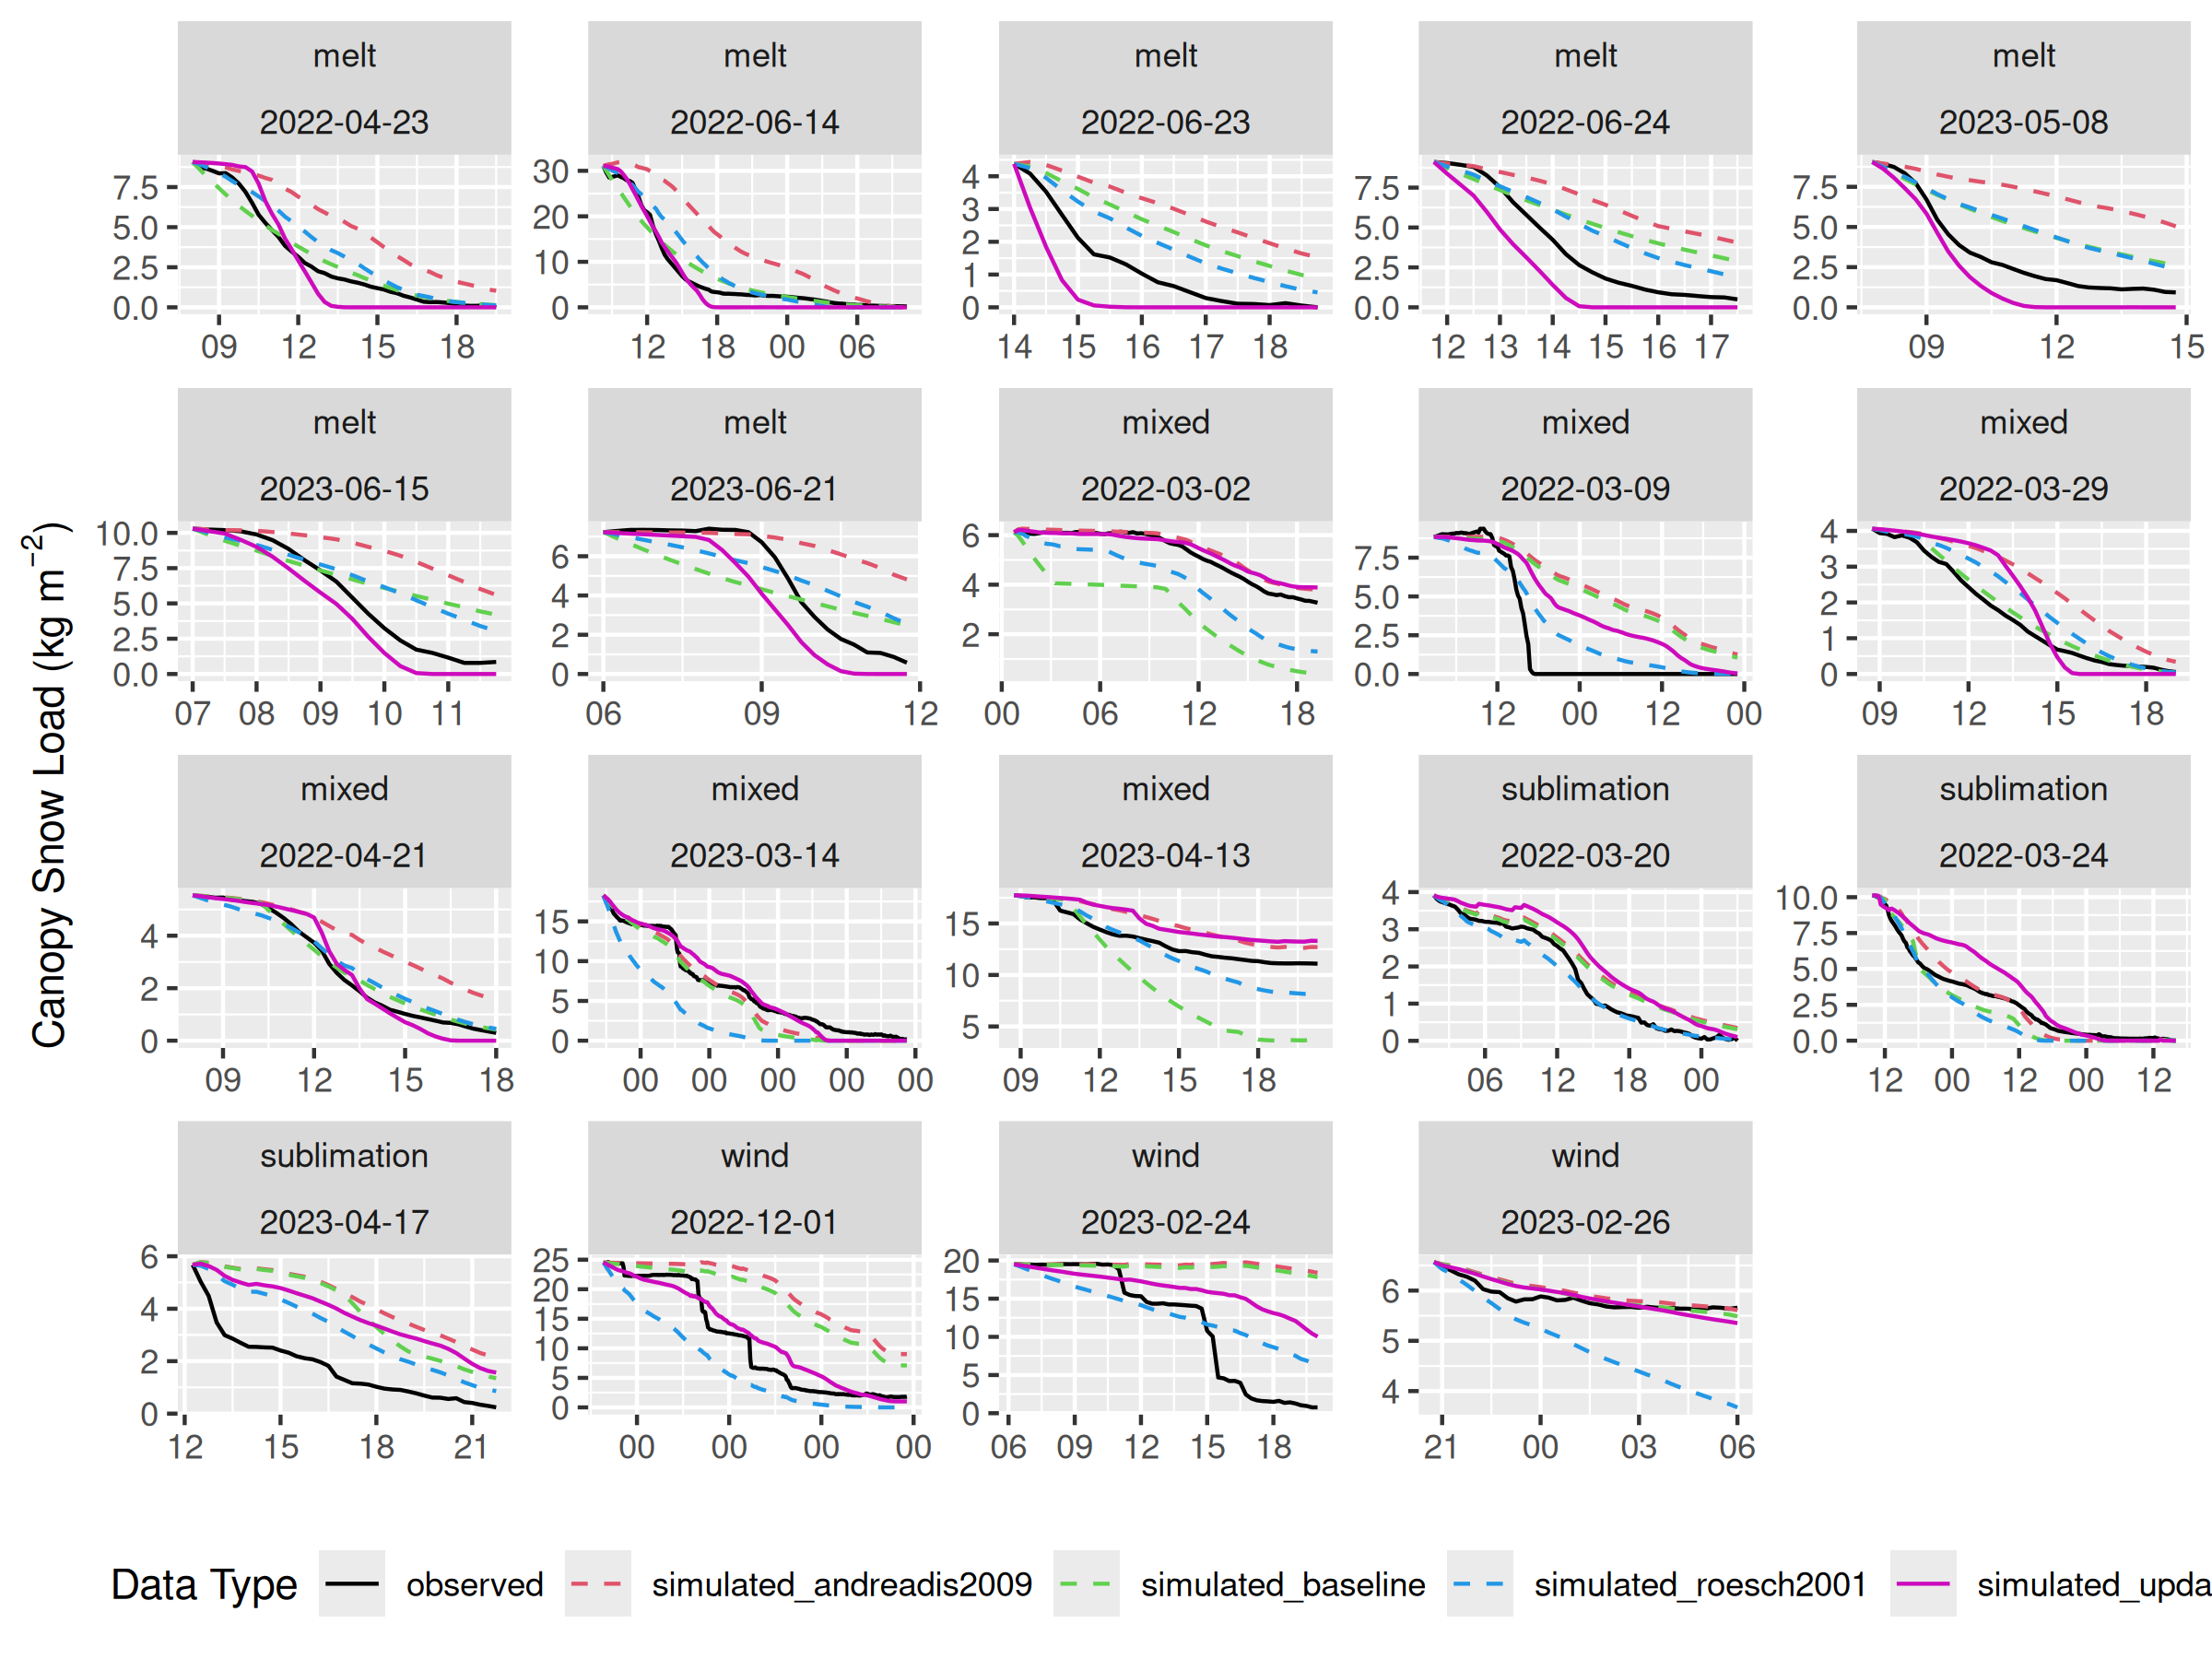 melt melt melt melt melt
2022-04-23 2022-06-14 2022-06-23 2022-06-24 2023-05-08
7.5 5.0 2.5 0.0
30 20 10 0
4 3 2 1 0
7.5 5.0 2.5 0.0
7.5 5.0 2.5 0.0
09 12 15 18 12 18 00 06 14 15 16 17 18 12 13 14 15 16 17 09 12 15
melt melt mixed mixed mixed
2023-06-15 2023-06-21 2022-03-02 2022-03-09 2022-03-29
10.0 7.5 5.0 2.5 0.0
6 4 2 0
6 4 2
7.5 5.0 2.5 0.0
4 3 2 1 0
07 08 09 10 11 06 09 12 00 06 12 18 12 00 12 00 09 12 15 18
Canopy Snow Load (kg m−2)
mixed mixed mixed sublimation sublimation
2022-04-21 2023-03-14 2023-04-13 2022-03-20 2022-03-24
4 2 0
15 10 5 0
15 10 5
4 3 2 1 0
10.0 7.5 5.0 2.5 0.0
09 12 15 18 00 00 00 00 00 09 12 15 18 06 12 18 00 12 00 12 00 12
sublimation wind wind wind
2023-04-17 2022-12-01 2023-02-24 2023-02-26
6 4 2 0
25 20 15 10 5 0
20 15 10 5 0
6 5 4
12 15 18 21 00 00 00 00 06 09 12 15 18 21 00 03 06
Data Type observed simulated_andreadis2009 simulated_baseline simulated_roesch2001 simulated_upda